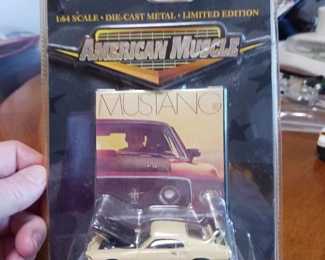 1:64 SCALE • DIE-CAST METAL • LIMITED EDITION
AMERICAN MUSCLE
MUSTANG